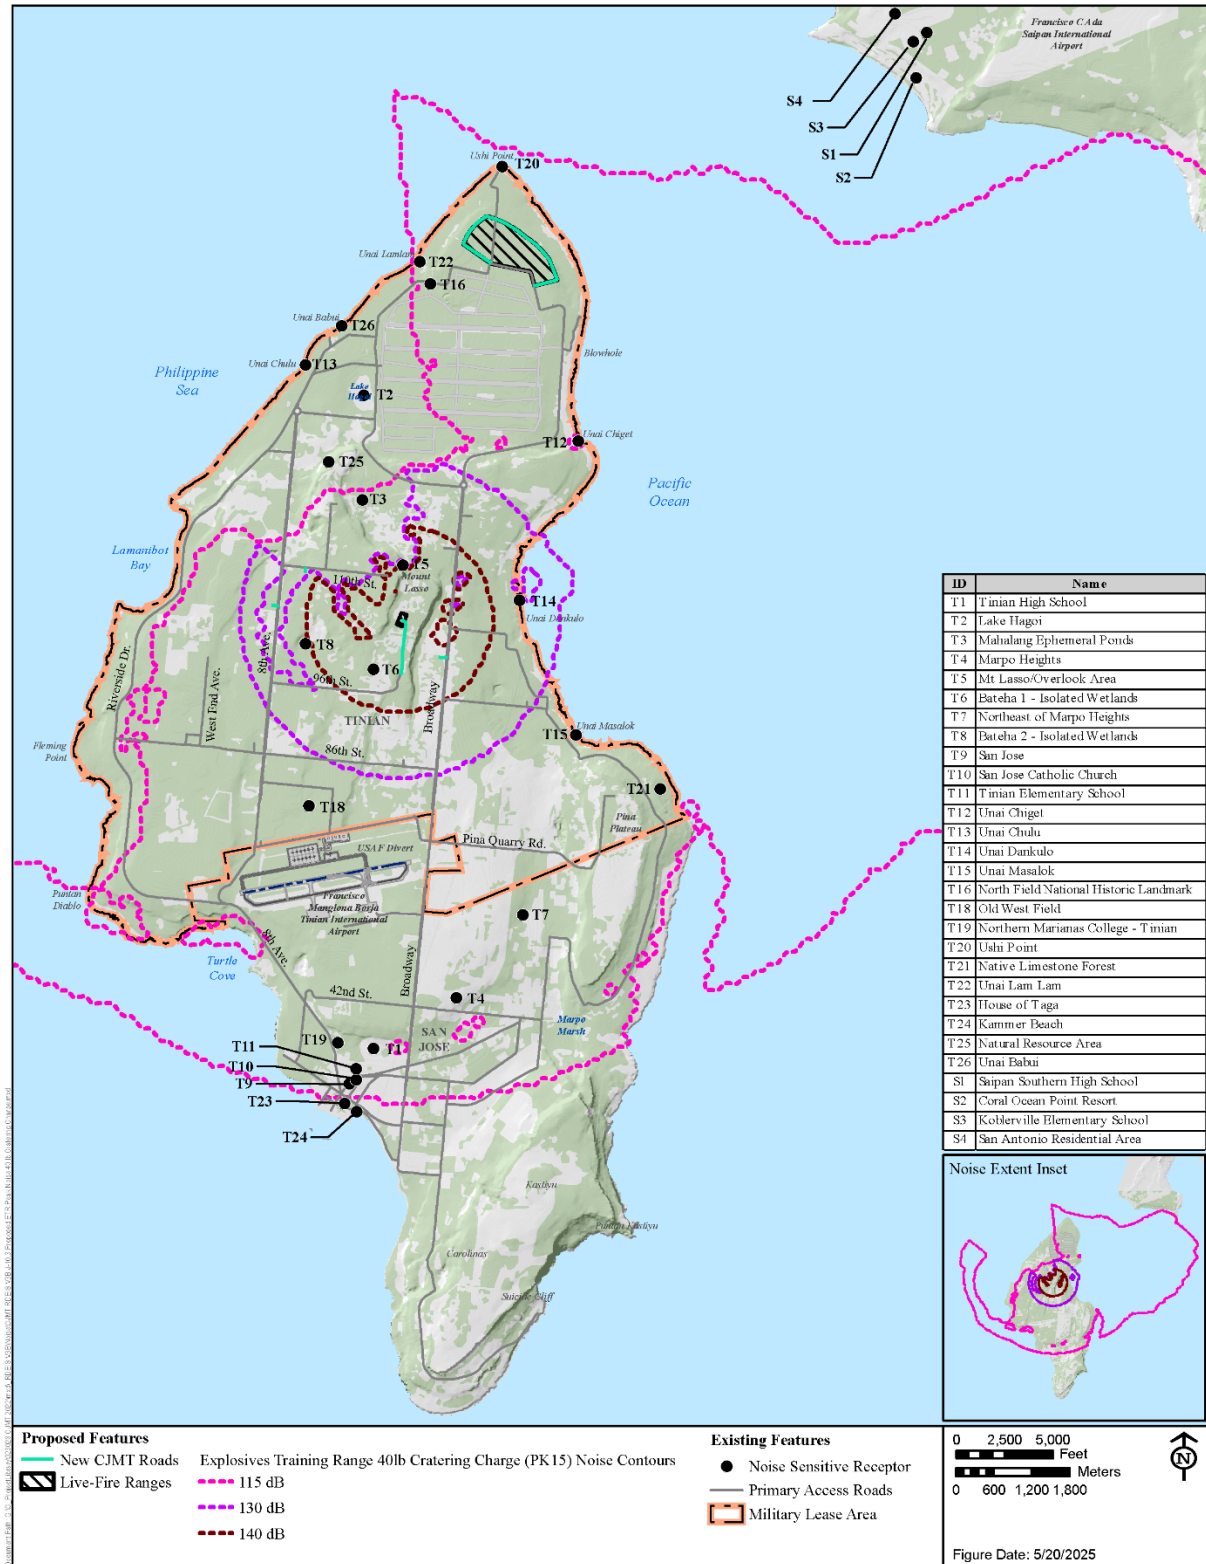 Francisco C Ada
Saipan International
Airport
S4
S3
S1
S2
Ushi Point
T20
Unai Lamlam
T22
T16
Unai Babui
T26
Unai Chulu
T13
Philippine
Sea
Blowhole
Lake
Hagoi
T2
T12
Unai Chiget
T25
Pacific
Ocean
T3
Lamanibot
Bay
T5
Mount
Lasso
110th St.
T14
Unai Dankulo
8th Ave.
T8
T6
96th St.
Riverside Dr.
West End Ave.
TINIAN
Broadway
Unai Masalok
T15
Fleming
Point
86th St.
T21
T18
Pina
Plateau
Pina Quarry Rd.
USAF Divert
Francisco
Manglona Borja
Tinian International
Airport
Puntan
Diablo
T7
8th Ave.
Turtle
Cove
Broadway
42nd St.
T4
Marpo
Marsh
SAN
JOSE
T19
T1
T11
T10
T9
T23
T24
Kastiyu
Puntan Kastiyu
Carolinas
Suicide Cliff
ID Name
T1 Tinian High School
T2 Lake Hagoi
T3 Mahalang Ephemeral Ponds
T4 Marpo Heights
T5 Mt Lasso/Overlook Area
T6 Bateha 1 - Isolated Wetlands
T7 Northeast of Marpo Heights
T8 Bateha 2 - Isolated Wetlands
T9 San Jose
T10 San Jose Catholic Church
T11 Tinian Elementary School
T12 Unai Chiget
T13 Unai Chulu
T14 Unai Dankulo
T15 Unai Masalok
T16 North Field National Historic Landmark
T18 Old West Field
T19 Northern Marianas College - Tinian
T20 Ushi Point
T21 Native Limestone Forest
T22 Unai Lam Lam
T23 House of Taga
T24 Kammer Beach
T25 Natural Resource Area
T26 Unai Babui
S1 Saipan Southern High School
S2 Coral Ocean Point Resort
S3 Koblerville Elementary School
S4 San Antonio Residential Area
Noise Extent Inset
Proposed Features
New CJMT Roads
Live-Fire Ranges
Explosives Training Range 40lb Cratering Charge (PK15) Noise Contours
115 dB
130 dB
140 dB
Existing Features
Noise Sensitive Receptor
Primary Access Roads
Military Lease Area
0 2,500 5,000
Feet
Meters
0 600 1,200 1,800
N
Figure Date: 5/20/2025